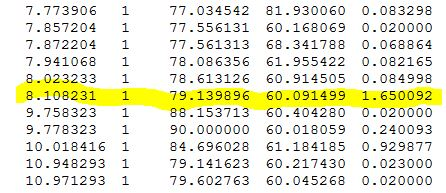 7.773906 1 77.034542 81.930060 0.083298
7.857204 1 77.556131 60.168069 0.020000
7.872204 1 77.561313 68.341788 0.068864
7.941068 1 78.086356 61.955422 0.082165
8.023233 1 78.613126 60.914505 0.084998
8.108231 1 79.139896 60.091499 1.650092
9.758323 1 88.153713 60.404280 0.020000
9.778323 1 90.000000 60.018059 0.240093
10.018416 1 84.696028 61.184185 0.929877
10.948293 1 79.141623 60.217430 0.023000
10.971293 1 79.602763 60.045268 0.020000